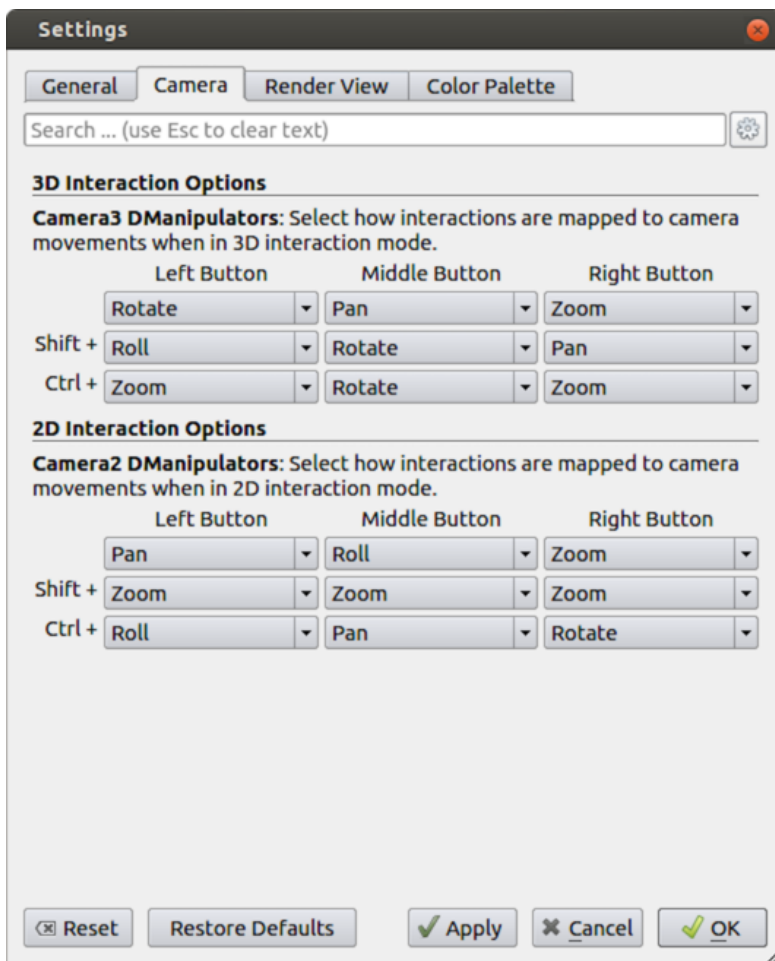 Settings
General Camera Render View Color Palette
Search ... (use Esc to clear text)
3D Interaction Options
Camera3 DManipulators: Select how interactions are mapped to camera
movements when in 3D interaction mode.
Left Button Middle Button Right Button
Rotate Pan Zoom
Shift + Roll Rotate Pan
Ctrl + Zoom Rotate Zoom
2D Interaction Options
Camera2 DManipulators: Select how interactions are mapped to camera
movements when in 2D interaction mode.
Left Button Middle Button Right Button
Pan Roll Zoom
Shift + Zoom Zoom Zoom
Ctrl + Roll Pan Rotate
Reset Restore Defaults Apply Cancel OK